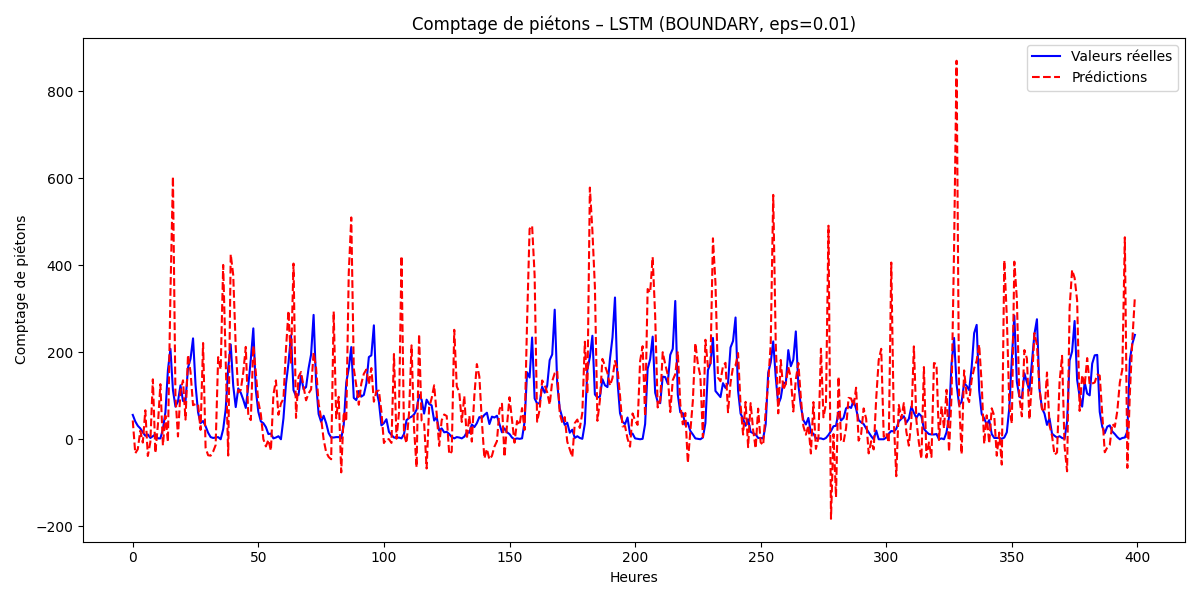 Comptage de piétons – LSTM (BOUNDARY, eps=0.01)
Valeurs réelles
Prédictions
Comptage de piétons
800
600
400
200
0
−200
0 50 100 150 200 250 300 350 400
Heures